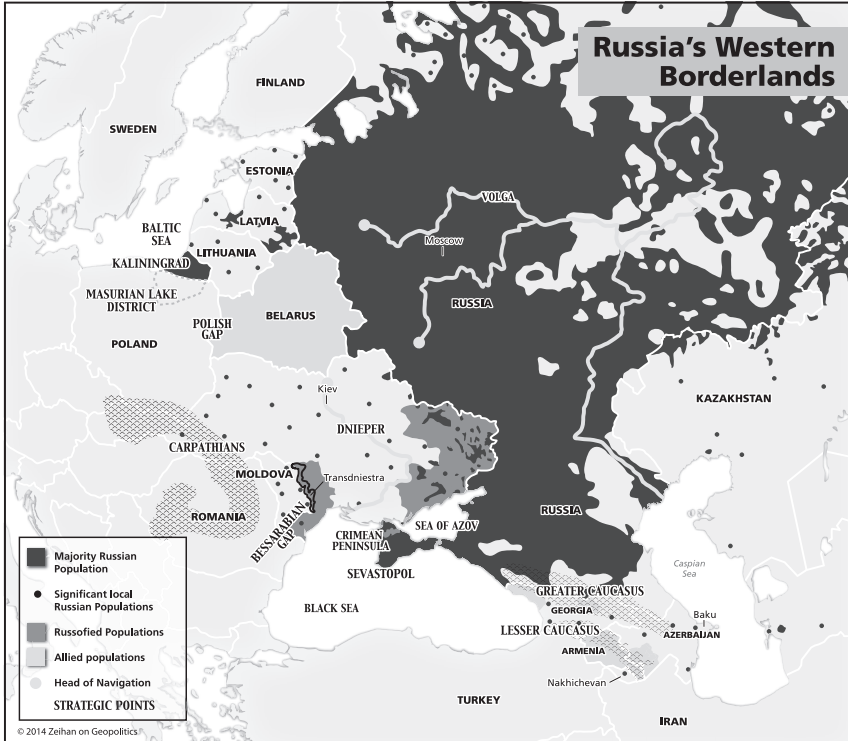 Russia's Western
Borderlands
FINLAND
SWEDEN
ESTONIA
VOLGA
LATVIA
BALTIC
SEA
Moscow
LITHUANIA
KALININGRAD
MASURIAN LAKE
DISTRICT
RUSSIA
BELARUS
POLISH
GAP
POLAND
Kiev
KAZAKHSTAN
DNIEPER
CARPATHIANS
MOLDOVA
Transdniestra
ROMANIA
BESSARABIAN
GAP
RUSSIA
SEA OF AZOV
CRIMEAN
PENINSULA
SEVASTOPOL
Caspian
Sea
GREATER CAUCASUS
BLACK SEA
GEORGIA
Baku
LESSER CAUCASUS
AZERBAIJAN
ARMENIA
Nakhichevan
TURKEY
IRAN
Majority Russian
Population
Significant local
Russian Populations
Russofied Populations
Allied populations
Head of Navigation
STRATEGIC POINTS
© 2014 Zeihan on Geopolitics